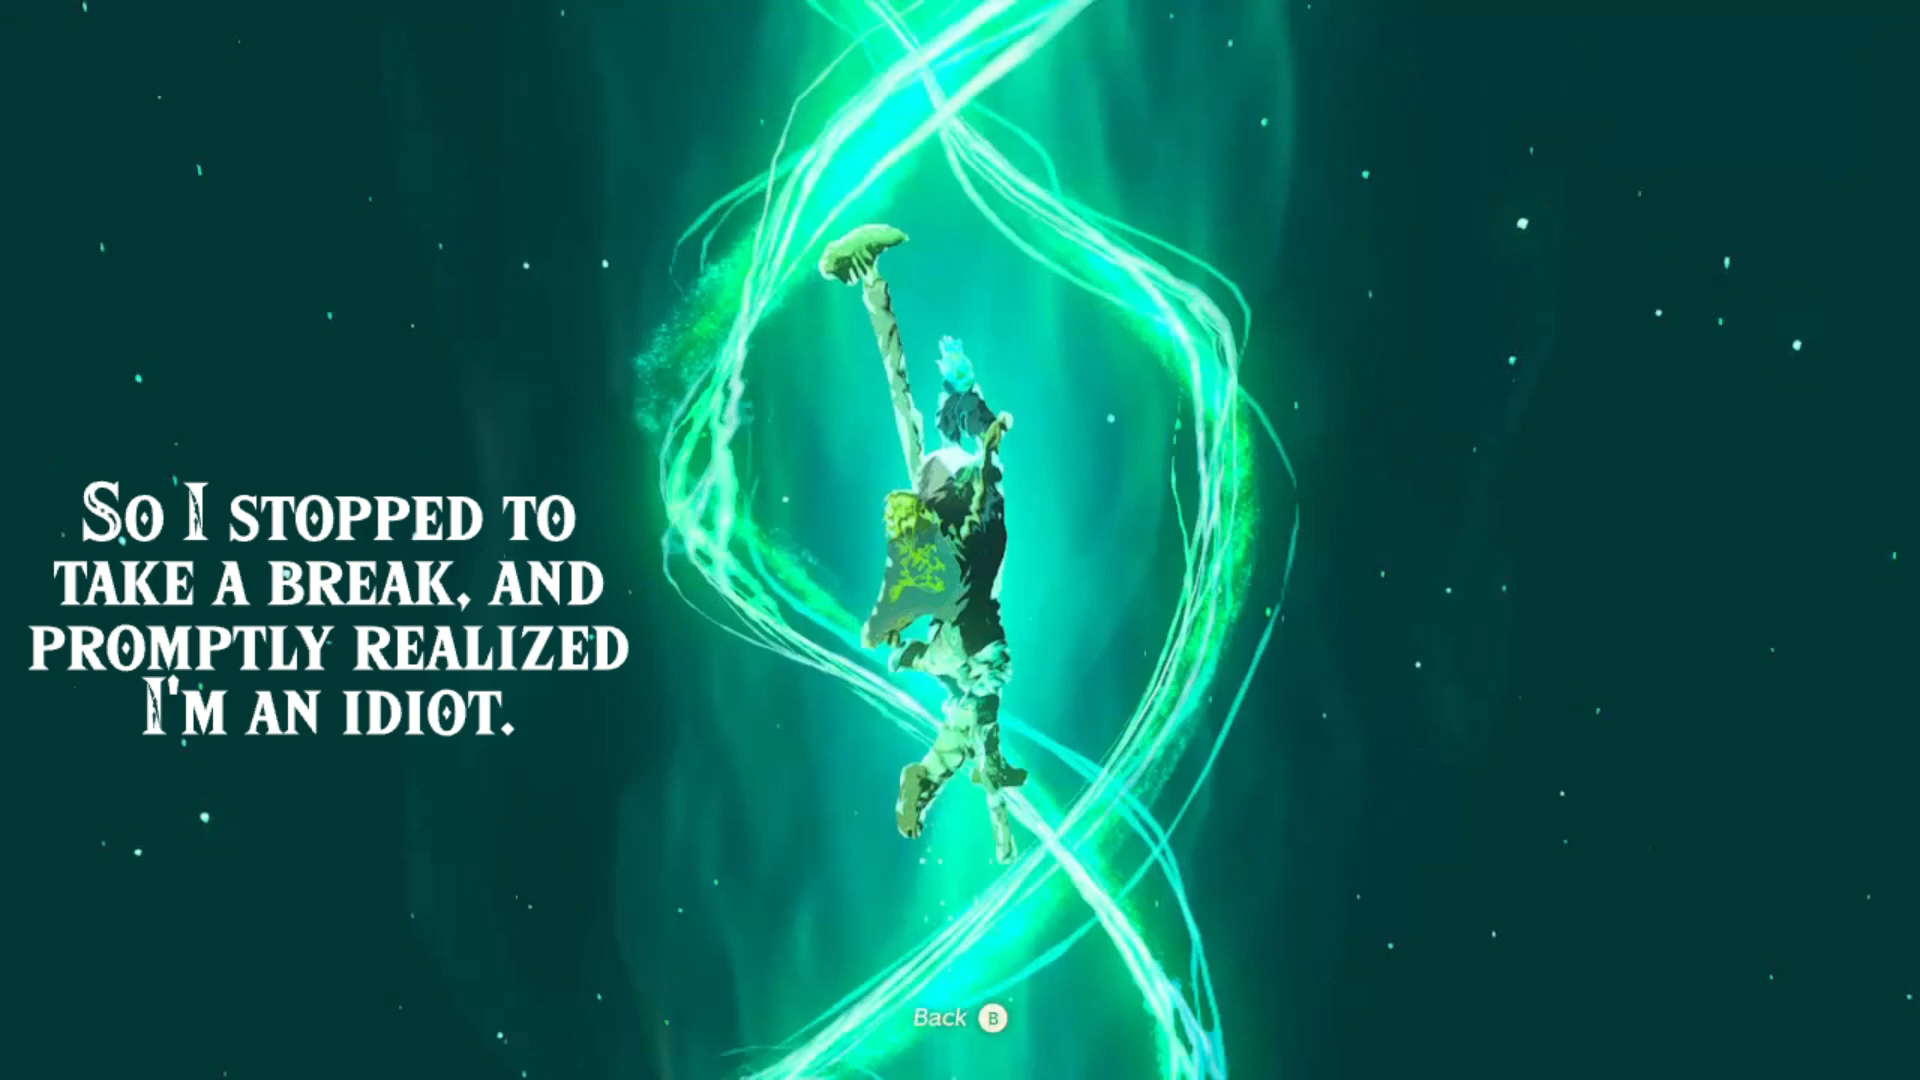 So I stopped to
take a break, and
promptly realized
I'm an idiot.
Back B